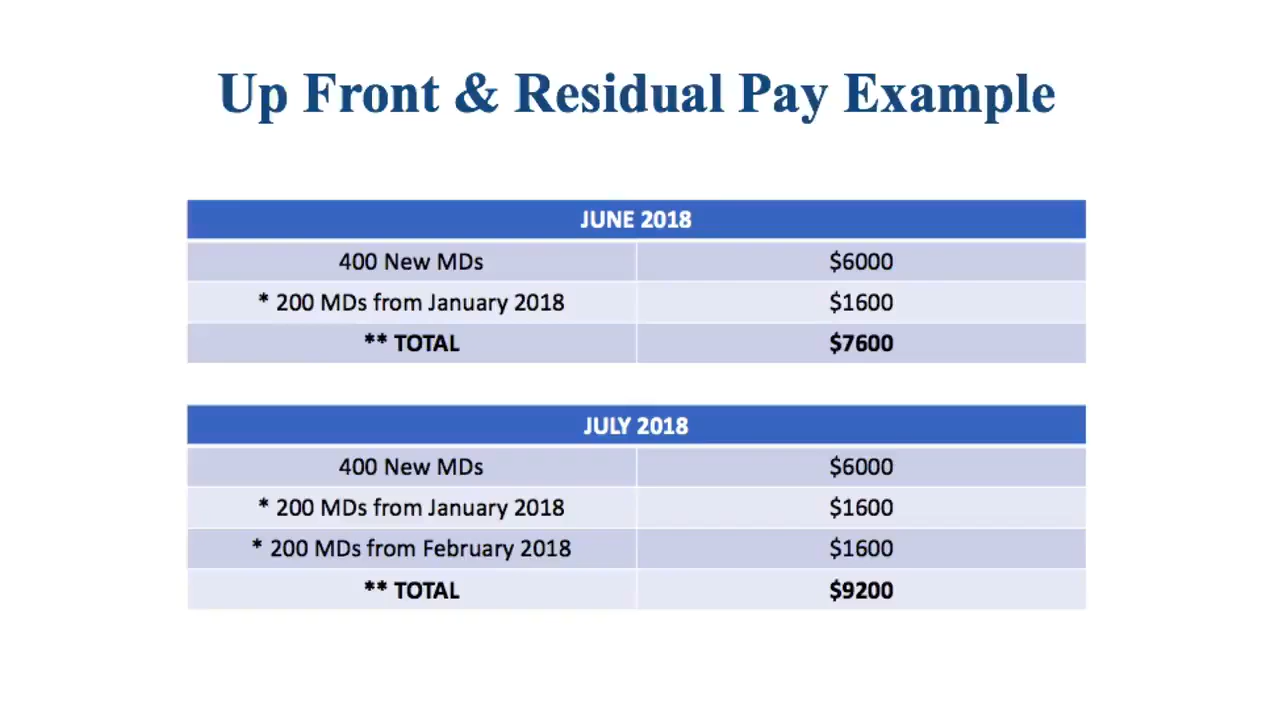 Up Front & Residual Pay Example
JUNE 2018
400 New MDs $6000
* 200 MDs from January 2018 $1600
** TOTAL $7600
JULY 2018
400 New MDs $6000
* 200 MDs from January 2018 $1600
* 200 MDs from February 2018 $1600
** TOTAL $9200